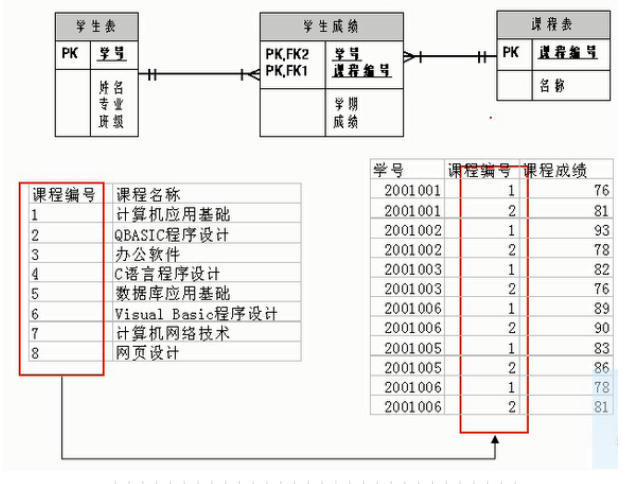 学生表
PK 学号
姓名
专业
班级
学生成绩
PK,FK2 学号
PK,FK1 课程编号
学期
成绩
课程表
PK 课程编号
名称
课程编号 课程名称
1 计算机应用基础
2 QBASIC程序设计
3 办公软件
4 C语言程序设计
5 数据库应用基础
6 Visual Basic程序设计
7 计算机网络技术
8 网页设计
学号 课程编号 课程成绩
2001001 1 76
2001001 2 81
2001002 1 93
2001002 2 78
2001003 1 82
2001003 2 76
2001006 1 89
2001006 2 90
2001005 1 83
2001005 2 86
2001006 1 78
2001006 2 81